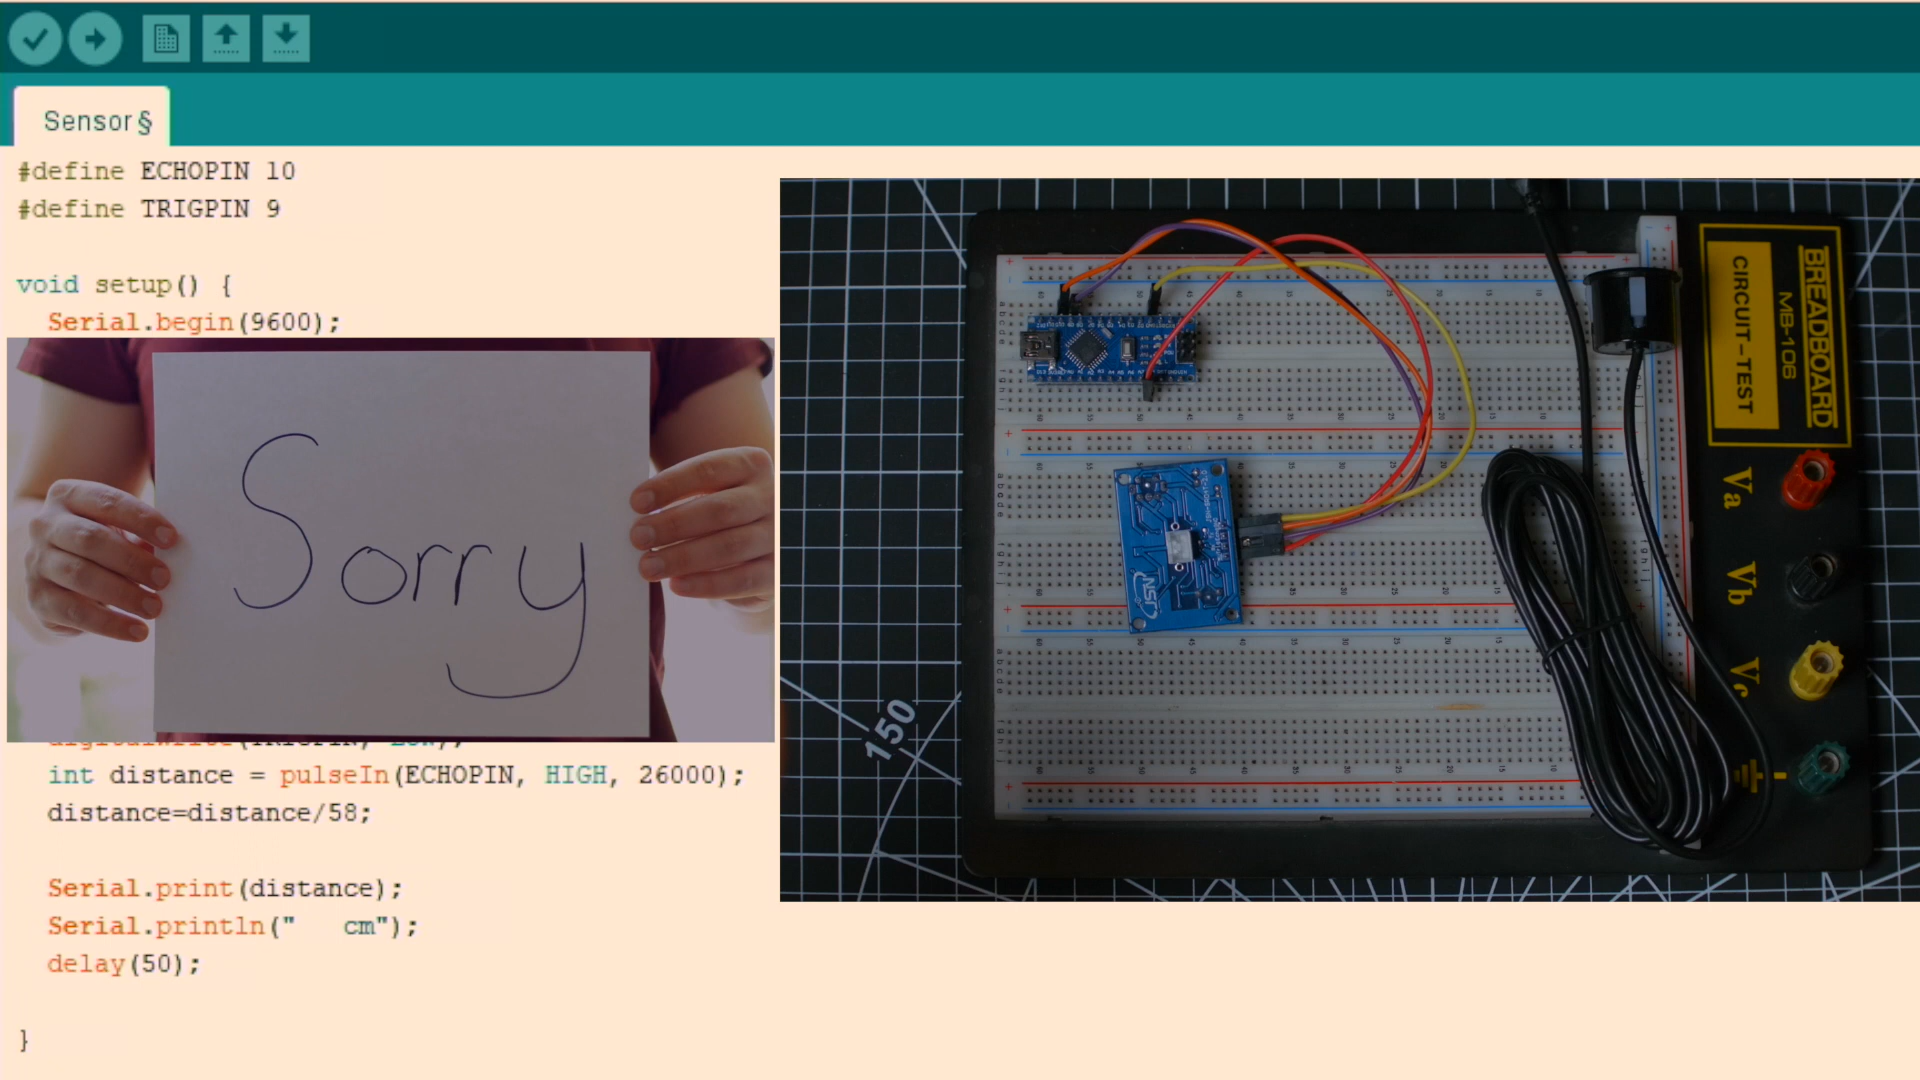 Sensor §
#define ECHOPIN 10
#define TRIGPIN 9
void setup() {
Serial.begin(9600);
Sorry
int distance = pulseIn(ECHOPIN, HIGH, 26000);
distance=distance/58;
Serial.print(distance);
Serial.println("   cm");
delay(50);
}
150
BREADBOARD
MB-106
CIRCUIT-TEST
Va
Vb
Vc